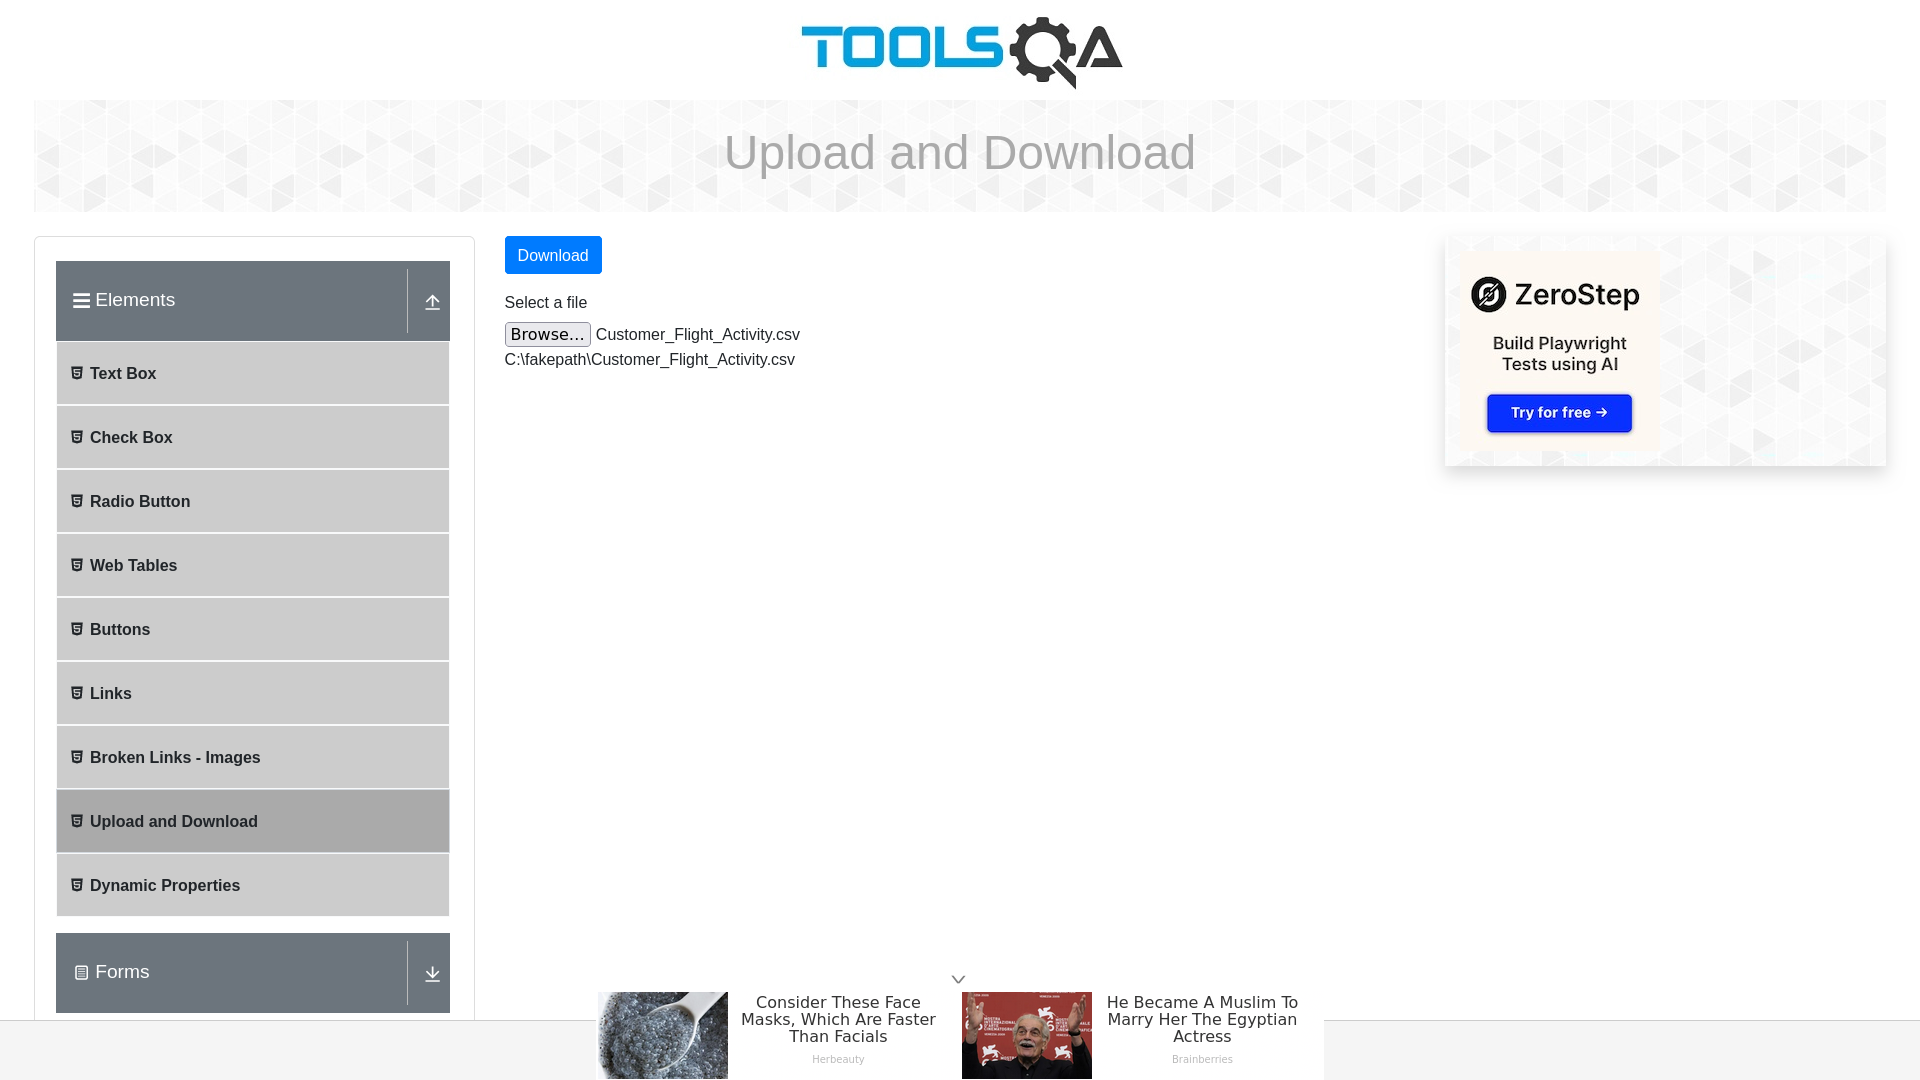 TOOLSQA
Upload and Download
Elements
Text Box
Check Box
Radio Button
Web Tables
Buttons
Links
Broken Links - Images
Upload and Download
Dynamic Properties
Forms
Download
Select a file
Browse... Customer_Flight_Activity.csv
C:\fakepath\Customer_Flight_Activity.csv
ZeroStep
Build Playwright
Tests using AI
Try for free →
Consider These Face
Masks, Which Are Faster
Than Facials
Herbeauty
He Became A Muslim To
Marry Her The Egyptian
Actress
Brainberries